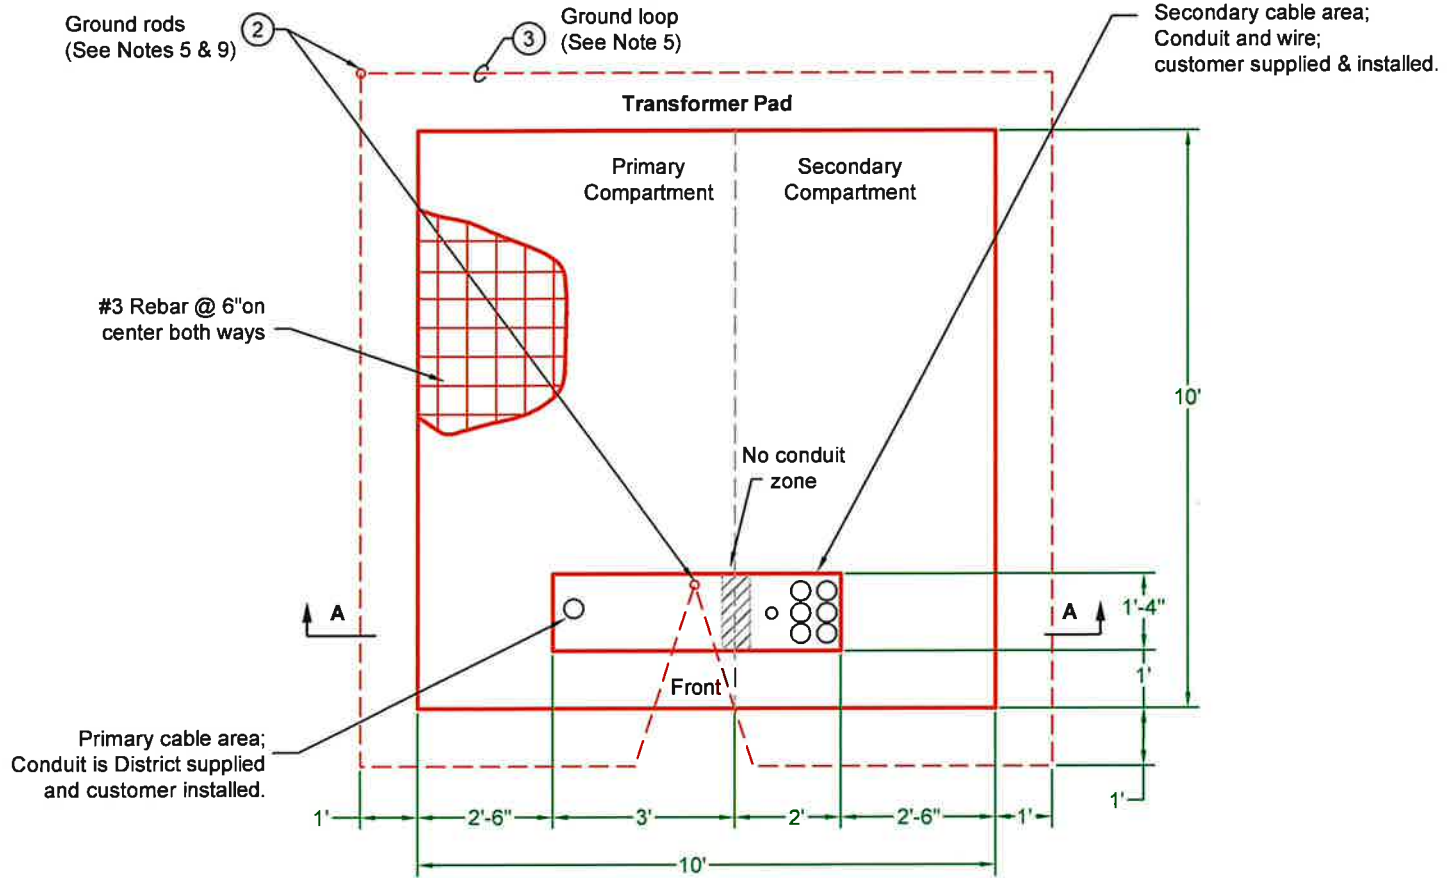 Ground rods
(See Notes 5 & 9)
2
3
Ground loop
(See Note 5)
Secondary cable area;
Conduit and wire;
customer supplied & installed.
Transformer Pad
Primary
Compartment
Secondary
Compartment
#3 Rebar @ 6"on
center both ways
10'
No conduit
zone
A
A
1'-4"
1'
Front
Primary cable area;
Conduit is District supplied
and customer installed.
1'
1'
2'-6"
3'
2'
2'-6"
1'
10'